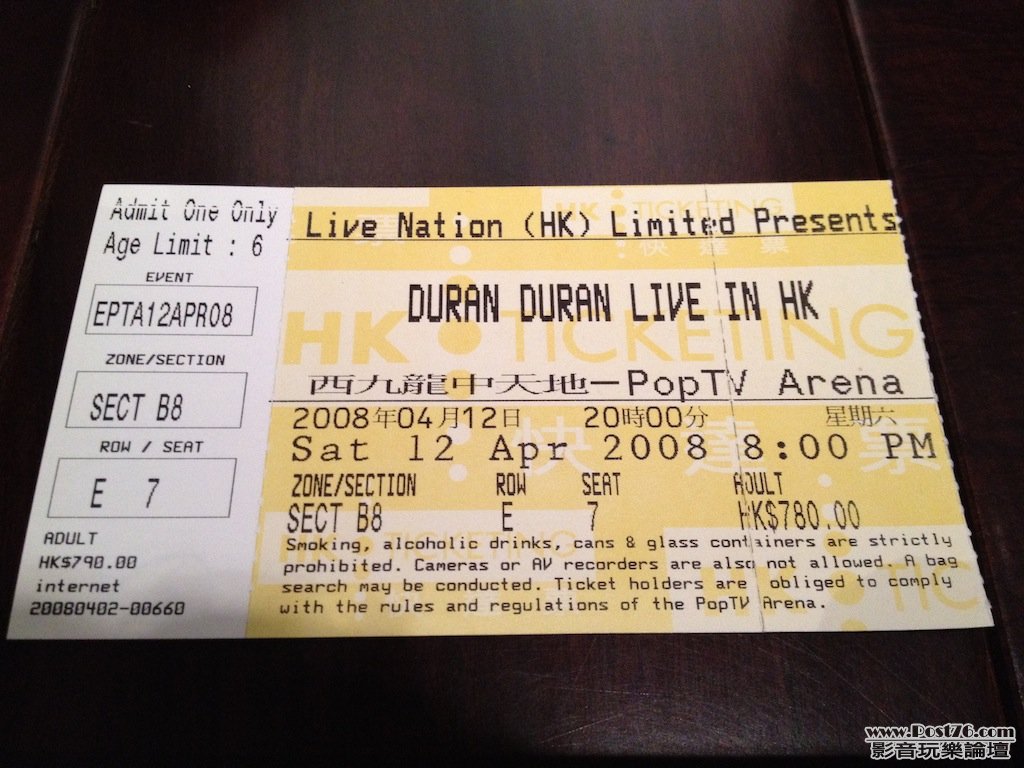 Admit One Only
Age Limit : 6
EVENT
EPTA12APR08
ZONE/SECTION
SECT B8
ROW / SEAT
E 7
ADULT
HK$790.00
internet
20080402-00660
Live Nation (HK) Limited Presents
HK TICKETING
快達票
DURAN DURAN LIVE IN HK
HK TICKETING
西九龍中天地—PopTV Arena
2008年04月12日 20時00分 星期六
Sat 12 Apr 2008 8:00 PM
快達票
ZONE/SECTION ROW SEAT ADULT
SECT B8 E 7 HK$780.00
Smoking, alcoholic drinks, cans & glass containers are strictly
prohibited. Cameras or AV recorders are also not allowed. A bag
search may be conducted. Ticket holders are obliged to comply
with the rules and regulations of the PopTV Arena.
www.Post76.com
影音玩樂論壇